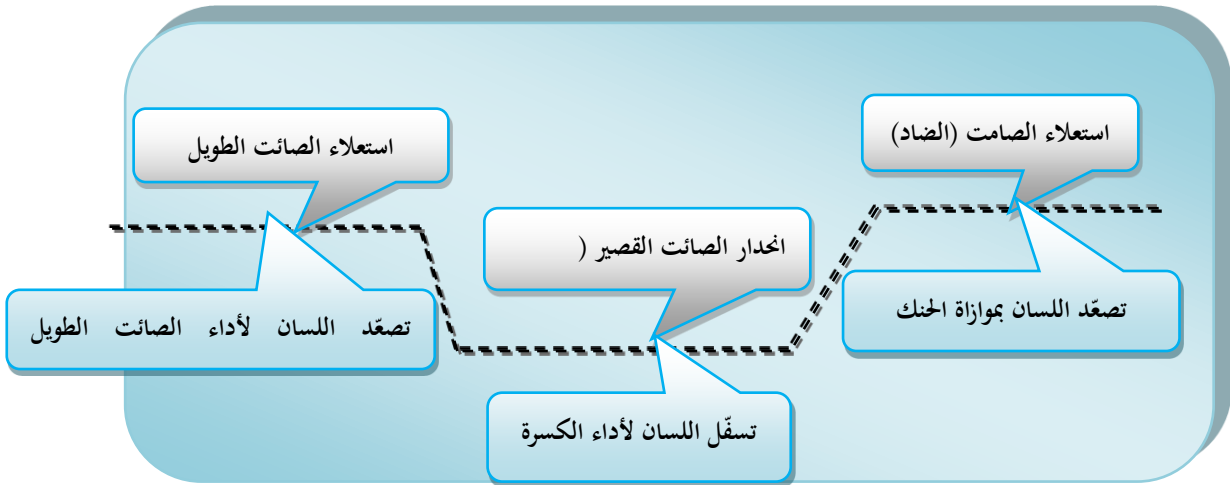 استعلاء الصامت (الضاد)
تصعّد اللسان بموازاة الحنك
انحدار الصائت القصير (
تسفّل اللسان لأداء الكسرة
استعلاء الصائت الطويل
تصعّد اللسان لأداء الصائت الطويل